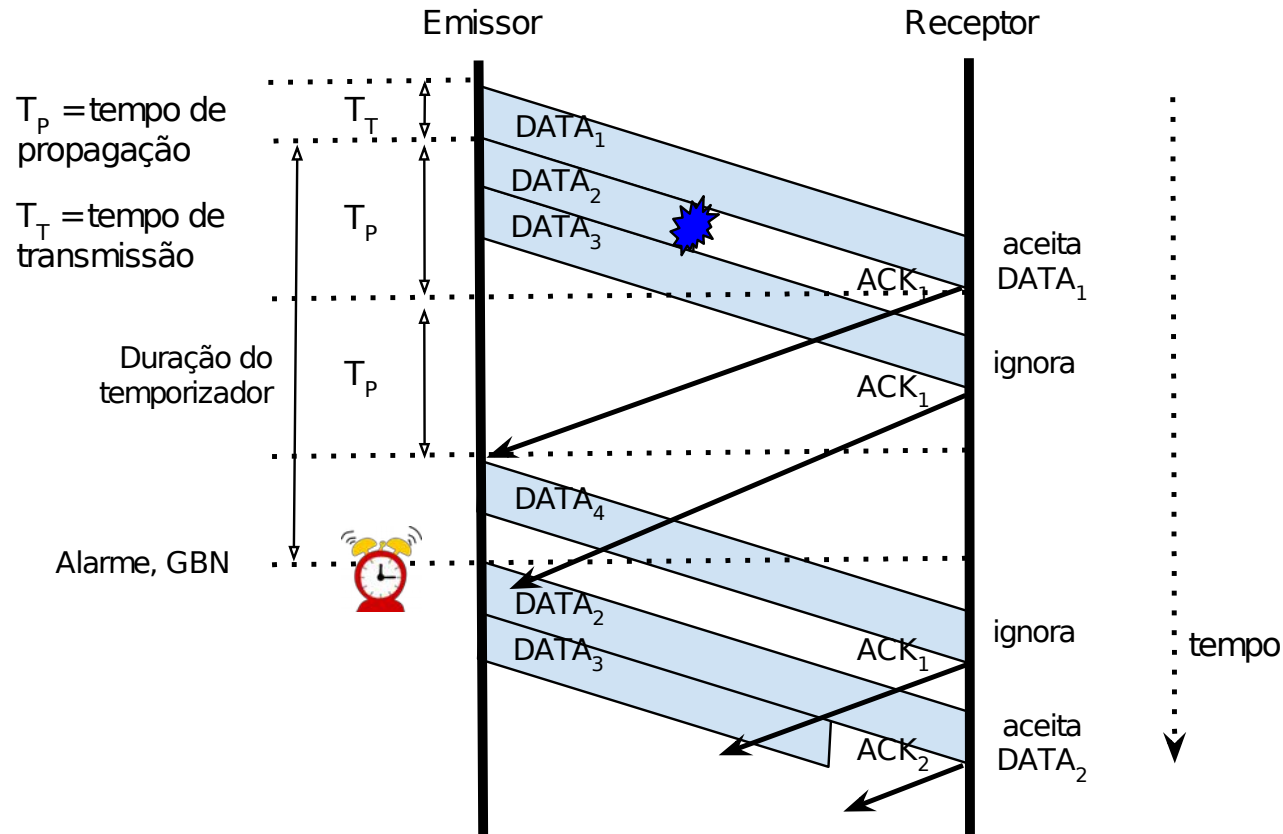 Emissor
Receptor
T_P = tempo de
propagação
T_T = tempo de
transmissão
T_T
T_P
T_P
Duração do
temporizador
Alarme, GBN
DATA_1
DATA_2
DATA_3
ACK_1
aceita
DATA_1
ignora
ACK_1
DATA_4
DATA_2
DATA_3
ACK_1
ignora
ACK_2
aceita
DATA_2
tempo